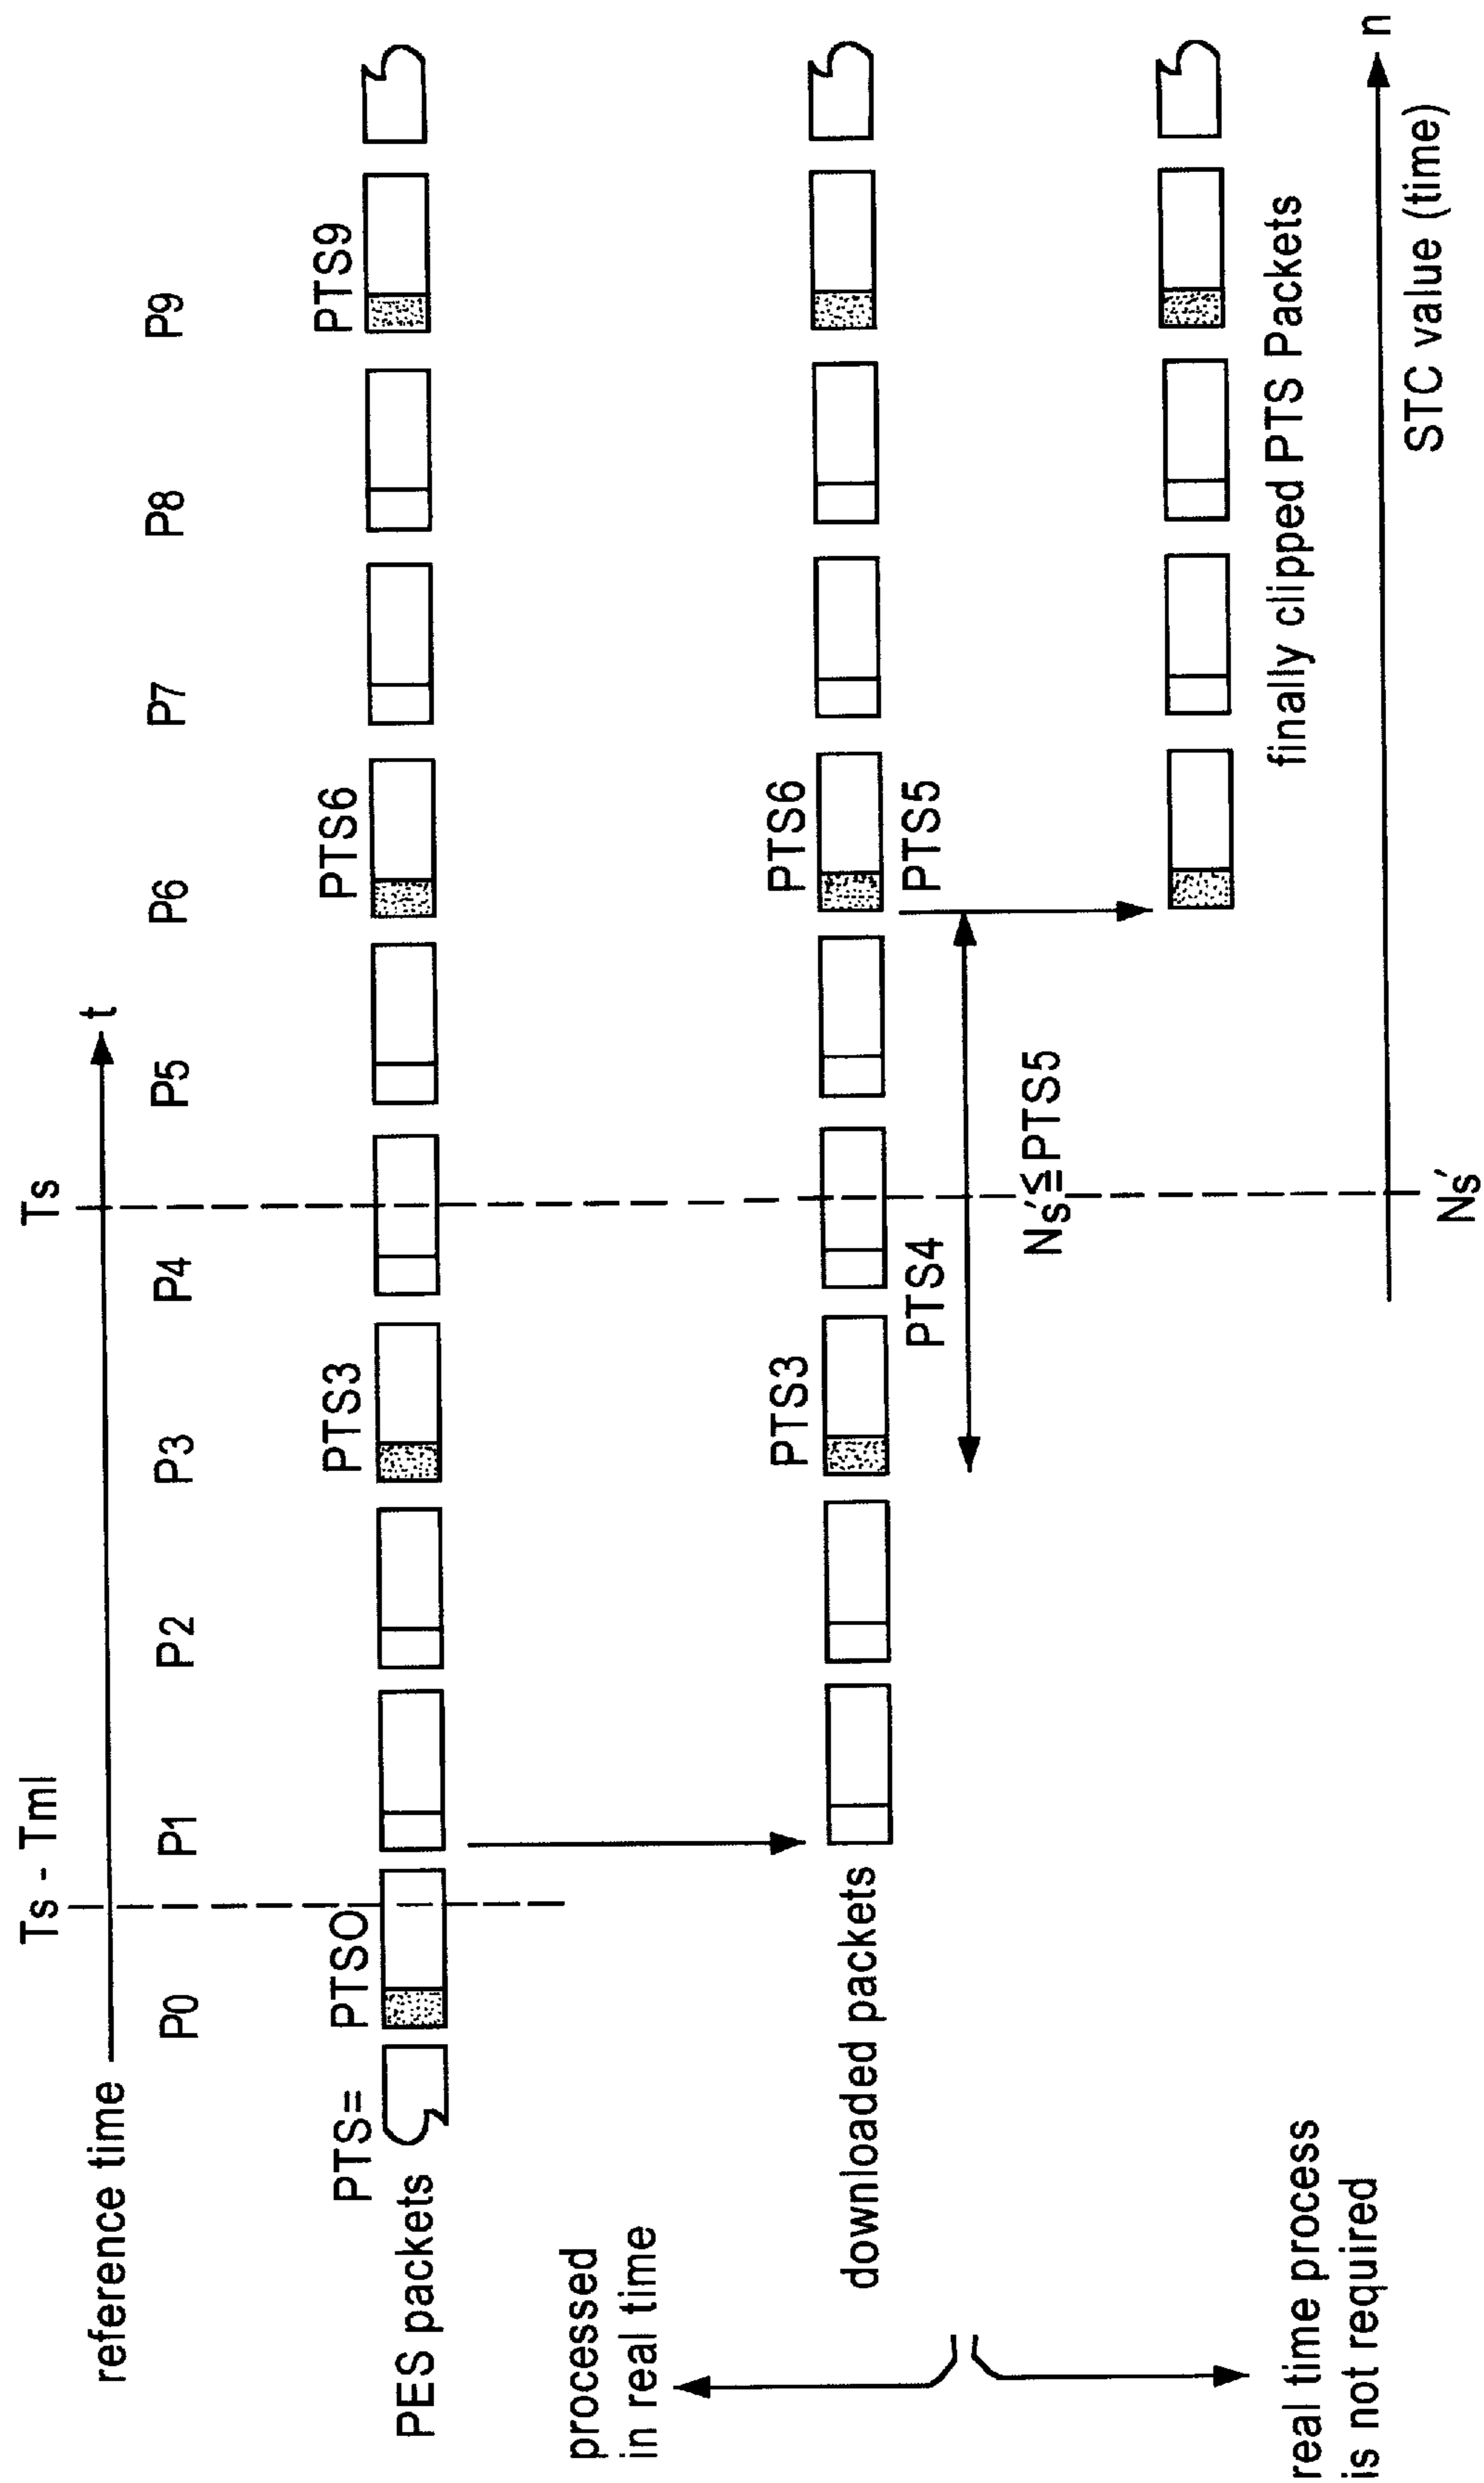 Ts - Tml
Ts
reference time
t
P0
P1
P2
P3
P4
P5
P6
P7
P8
P9
PTS=
PTS0
PTS3
PTS6
PTS9
PES packets
processed
in real time
PTS3
PTS6
downloaded packets
PTS4
PTS5
Ns'≦PTS5
finally clipped PTS Packets
real time process
is not required
n
STC value (time)
Ns'